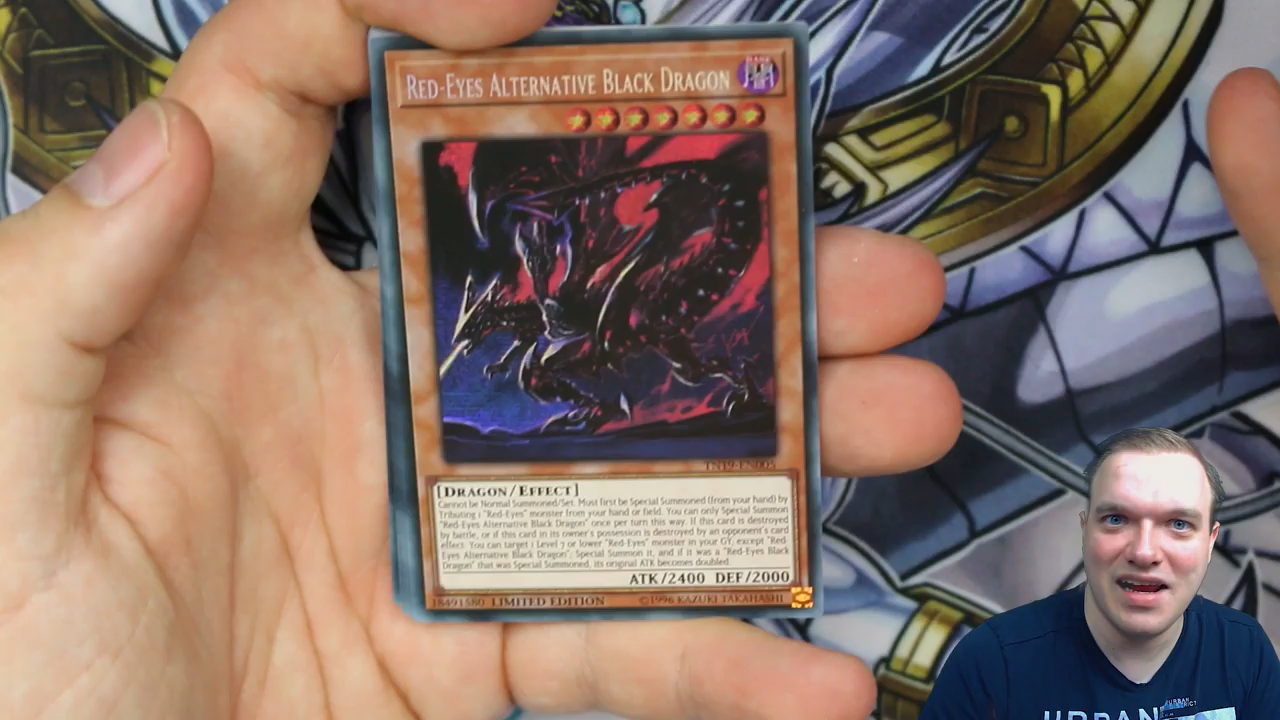 RED-EYES ALTERNATIVE BLACK DRAGON
DARK
TN19-EN005
[DRAGON/EFFECT]
Cannot be Normal Summoned/Set. Must first be Special Summoned (from your hand) by
Tributing 1 "Red-Eyes" monster from your hand or field. You can only Special Summon
"Red-Eyes Alternative Black Dragon" once per turn this way. If this card is destroyed
by battle, or if this card in its owner's possession is destroyed by an opponent's card
effect: You can target 1 Level 7 or lower "Red-Eyes" monster in your GY, except "Red-
Eyes Alternative Black Dragon"; Special Summon it, and if it was a "Red-Eyes Black
Dragon" that was Special Summoned, its original ATK becomes doubled.
ATK/2400 DEF/2000
18491580 LIMITED EDITION ©1996 KAZUKI TAKAHASHI
URBAN
URBAN